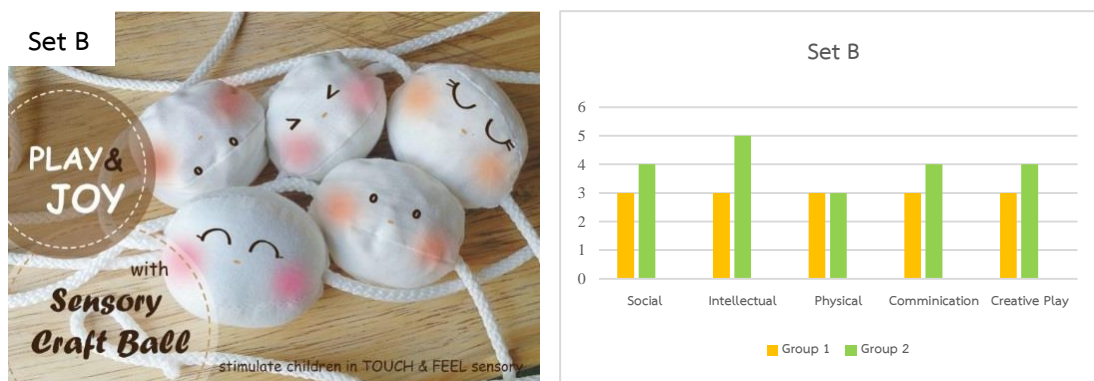 Set B
PLAY&
JOY
with
Sensory
Craft Ball
stimulate children in TOUCH & FEEL sensory
Set B
6
5
4
3
2
1
0
Social
Intellectual
Physical
Comminication
Creative Play
Group 1
Group 2